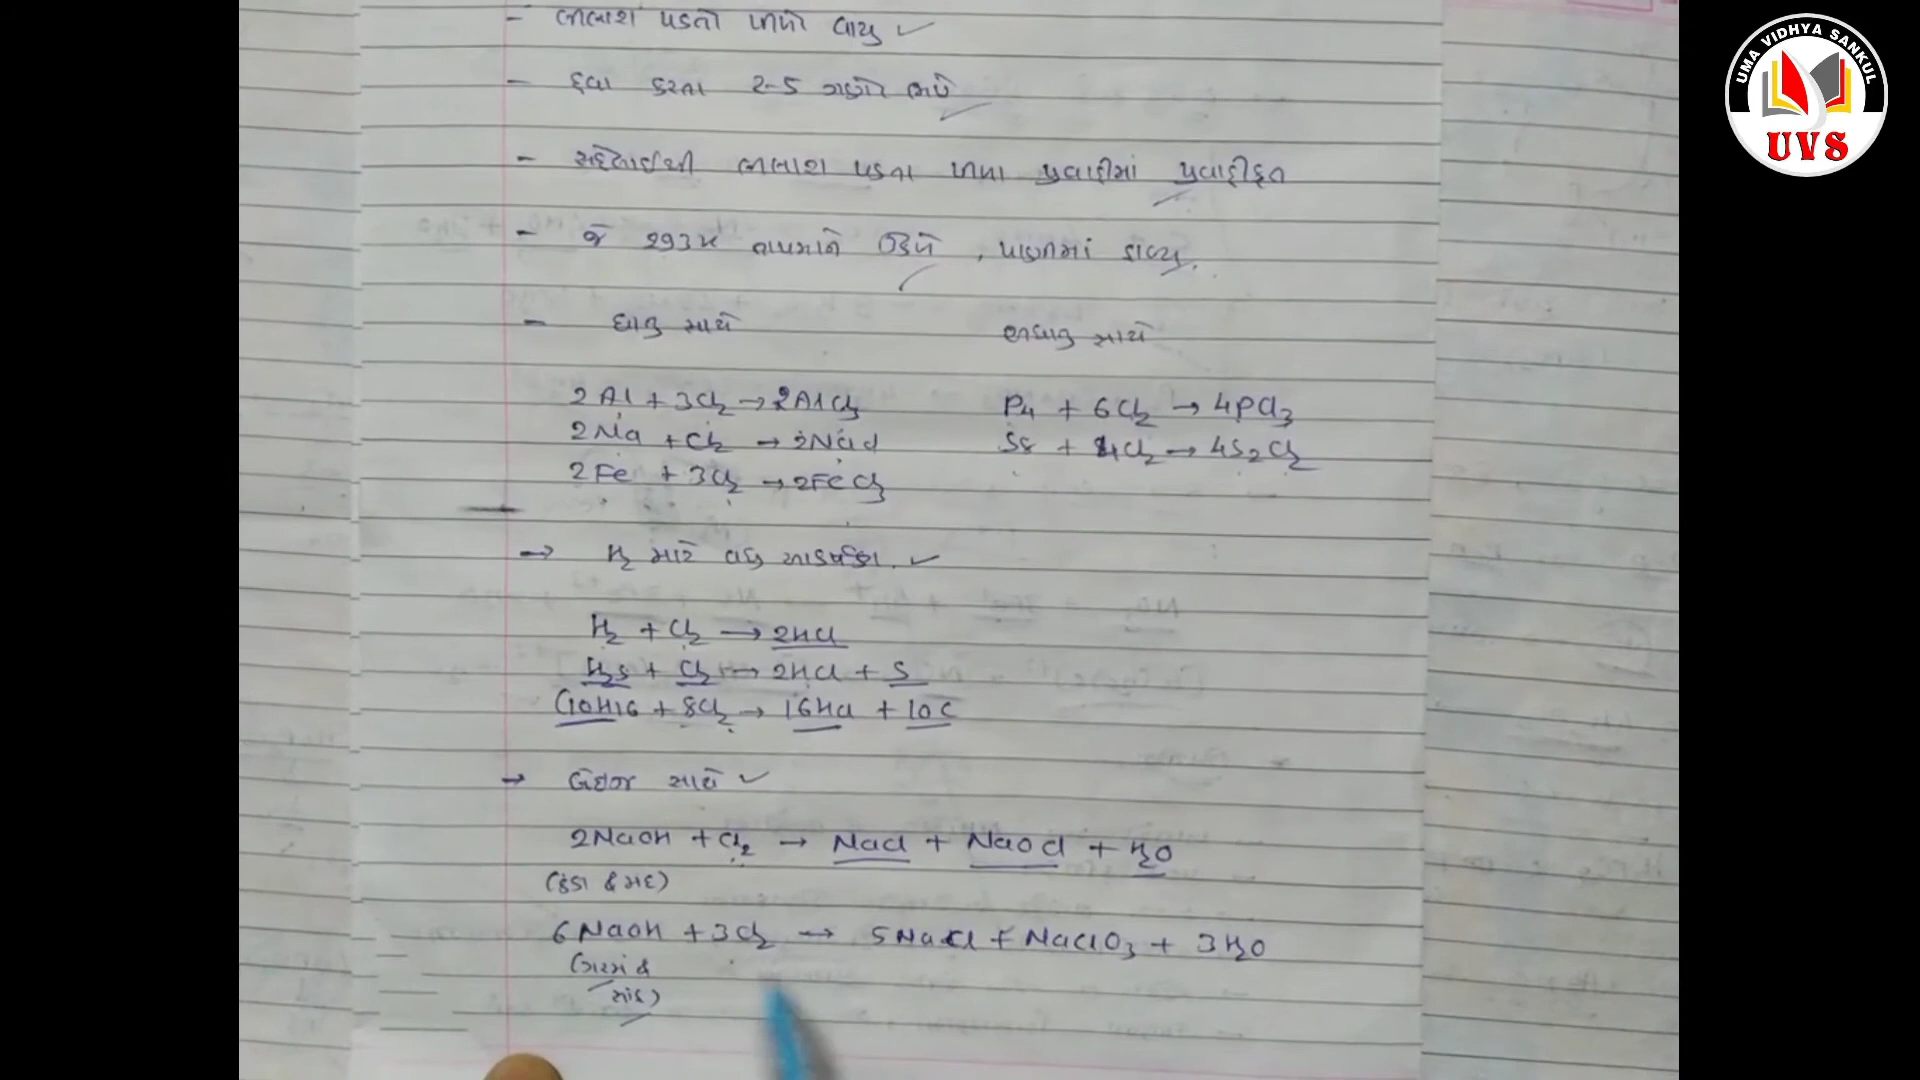 - લીલાશ પડતો પીળો વાયુ ✓
- હવા કરતા 2-5 ગણો ભારે
- સહેલાઈથી લીલાશ પડતા પીળા પ્રવાહીમાં પ્રવાહીકૃત
- જે 239 K તાપમાને ઉકળે, પાણીમાં દ્રાવ્ય.
- ધાતુ સાથે અધાતુ સાથે
2Al + 3Cl₂ → 2AlCl₃ P₄ + 6Cl₂ → 4PCl₃
2Na + Cl₂ → 2NaCl S₈ + 4Cl₂ → 4S₂Cl₂
2Fe + 3Cl₂ → 2FeCl₃
→ H₂ માટે વધુ આકર્ષણ. ✓
H₂ + Cl₂ → 2HCl
H₂S + Cl₂ → 2HCl + S
C₁₀H₁₆ + 8Cl₂ → 16HCl + 10C
→ બેઇજ સાથે ✓
2NaOH + Cl₂ → NaCl + NaOCl + H₂O
(ઠંડા & મંદ)
6NaOH + 3Cl₂ → 5NaCl + NaClO₃ + 3H₂O
(ગરમ &
સાંદ્ર)
UMA VIDHYA SANKUL
UVS